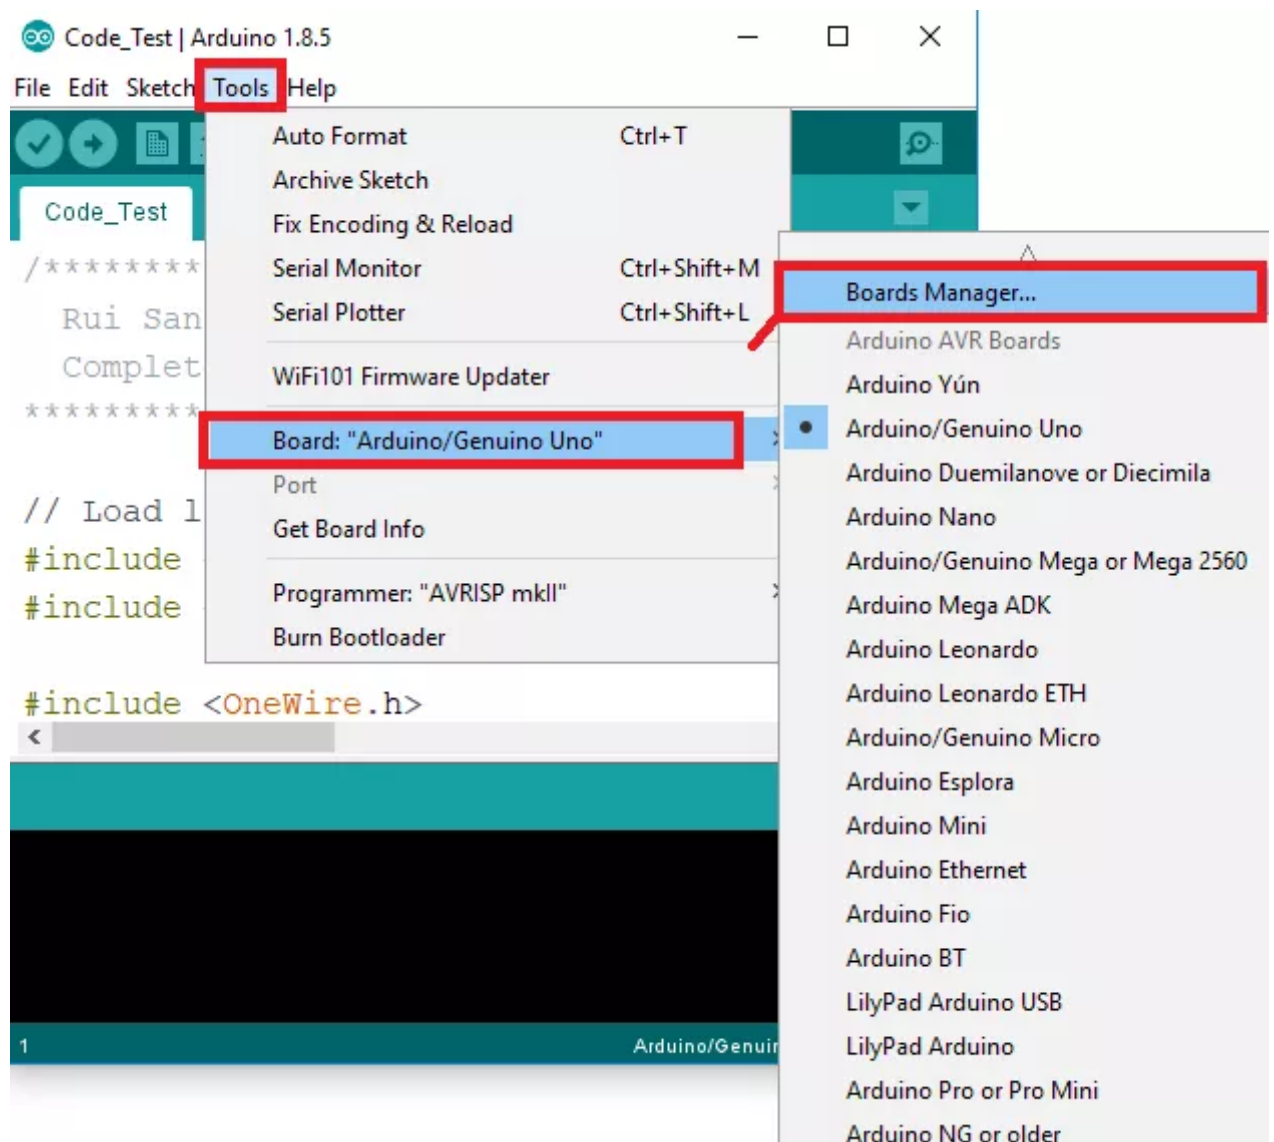 Code_Test | Arduino 1.8.5
File Edit Sketch Tools Help
Auto Format Ctrl+T
Archive Sketch
Fix Encoding & Reload
Serial Monitor Ctrl+Shift+M
Serial Plotter Ctrl+Shift+L
WiFi101 Firmware Updater
Board: "Arduino/Genuino Uno"
Port
Get Board Info
Programmer: "AVRISP mkII"
Burn Bootloader
Code_Test
/********
Rui San
Complet
*********
// Load l
#include
#include
#include <OneWire.h>
1
Arduino/Genuin
Boards Manager...
Arduino AVR Boards
Arduino Yún
Arduino/Genuino Uno
Arduino Duemilanove or Diecimila
Arduino Nano
Arduino/Genuino Mega or Mega 2560
Arduino Mega ADK
Arduino Leonardo
Arduino Leonardo ETH
Arduino/Genuino Micro
Arduino Esplora
Arduino Mini
Arduino Ethernet
Arduino Fio
Arduino BT
LilyPad Arduino USB
LilyPad Arduino
Arduino Pro or Pro Mini
Arduino NG or older